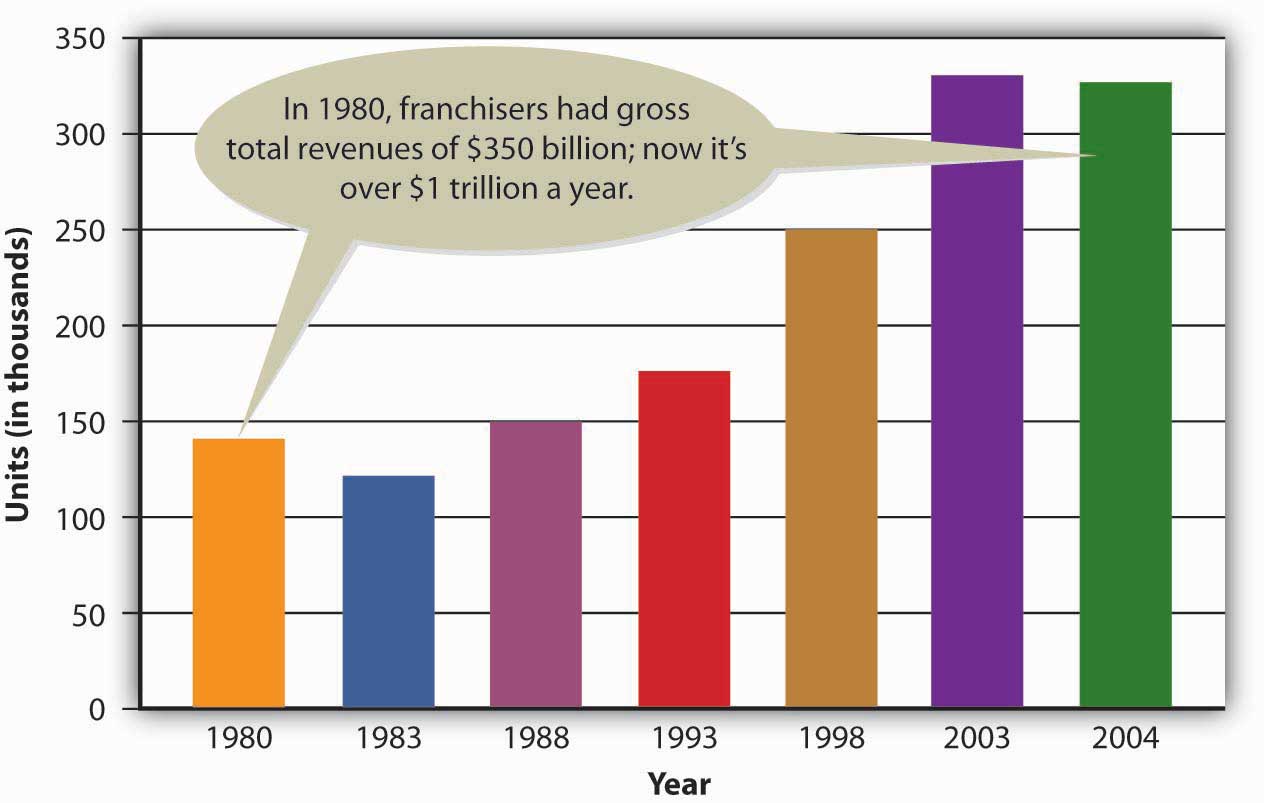 350
300
250
200
150
100
50
0
Units (in thousands)
In 1980, franchisers had gross
total revenues of $350 billion; now it’s
over $1 trillion a year.
1980 1983 1988 1993 1998 2003 2004
Year